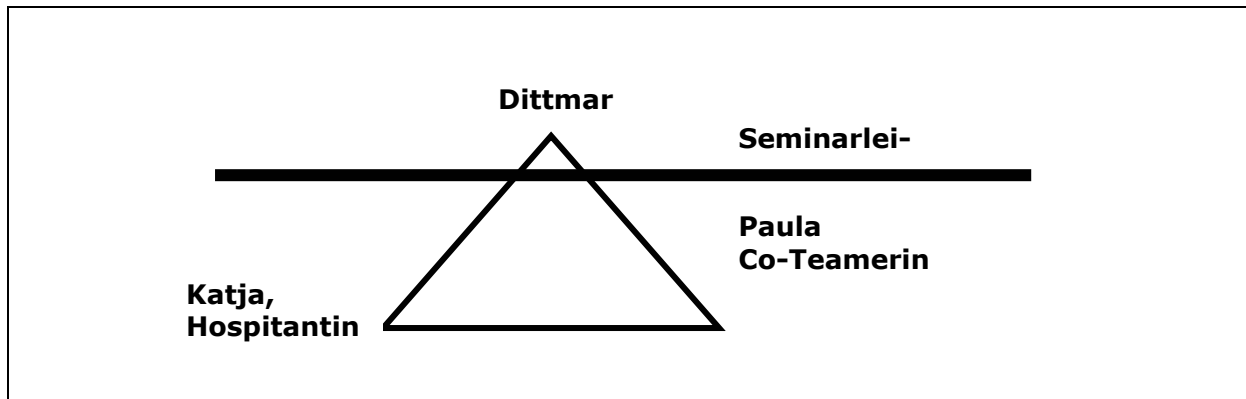 Dittmar
Seminarlei-
Paula
Co-Teamerin
Katja,
Hospitantin